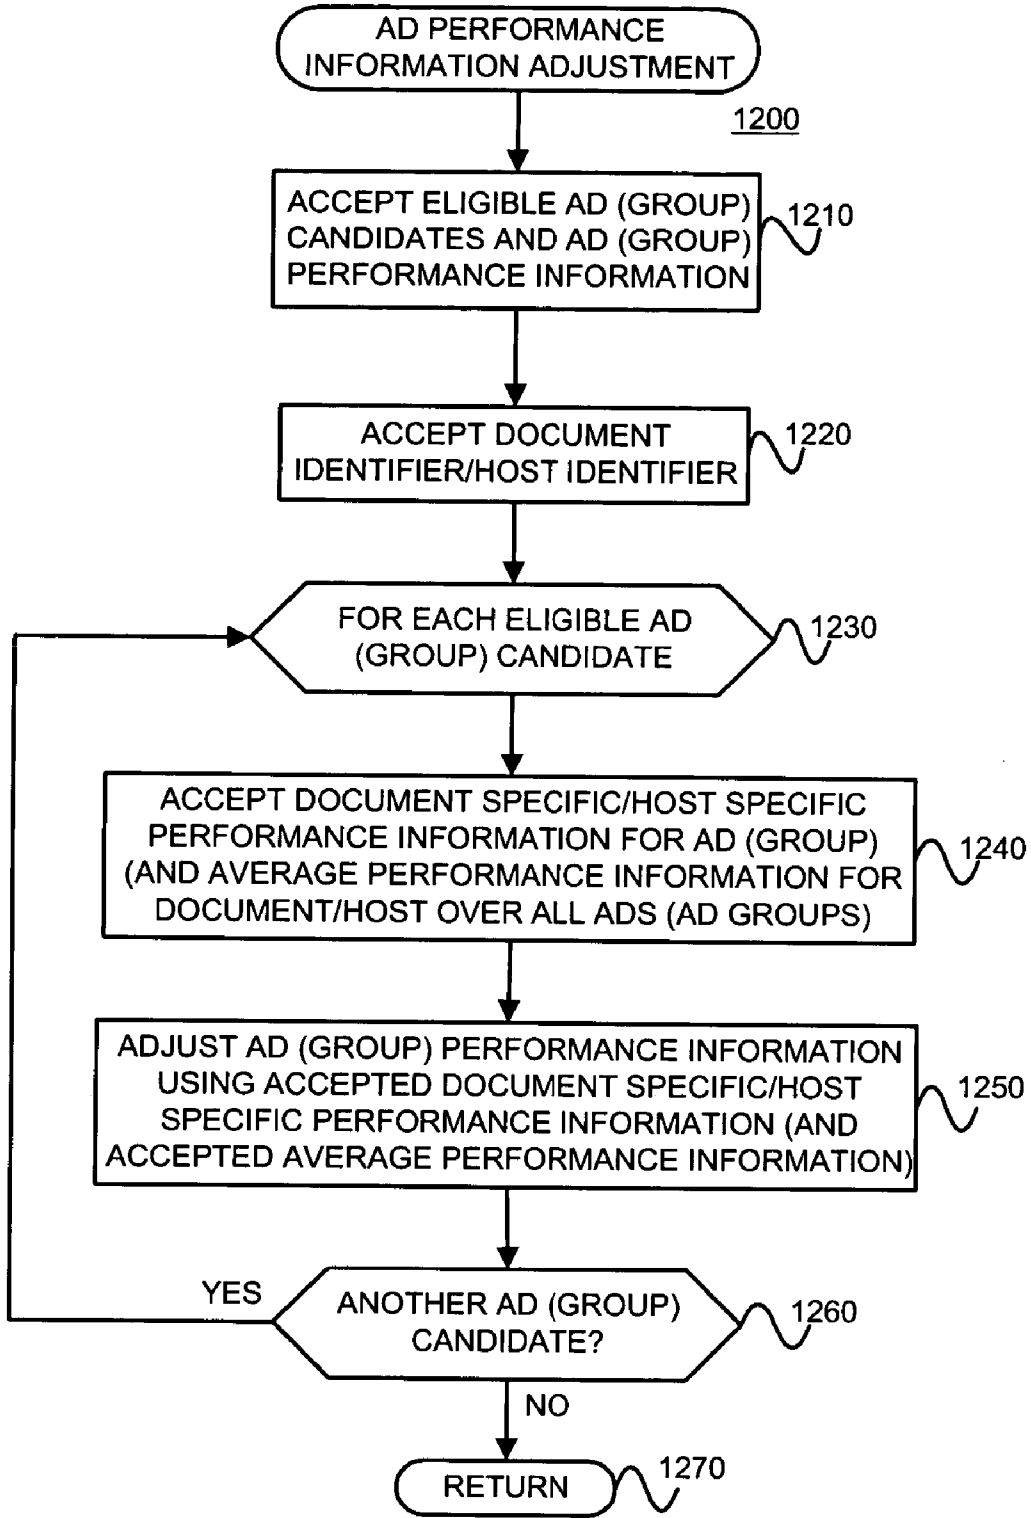 AD PERFORMANCE
INFORMATION ADJUSTMENT
1200
ACCEPT ELIGIBLE AD (GROUP)
CANDIDATES AND AD (GROUP)
PERFORMANCE INFORMATION
1210
ACCEPT DOCUMENT
IDENTIFIER/HOST IDENTIFIER
1220
FOR EACH ELIGIBLE AD
(GROUP) CANDIDATE
1230
ACCEPT DOCUMENT SPECIFIC/HOST SPECIFIC
PERFORMANCE INFORMATION FOR AD (GROUP)
(AND AVERAGE PERFORMANCE INFORMATION FOR
DOCUMENT/HOST OVER ALL ADS (AD GROUPS)
1240
ADJUST AD (GROUP) PERFORMANCE INFORMATION
USING ACCEPTED DOCUMENT SPECIFIC/HOST
SPECIFIC PERFORMANCE INFORMATION (AND
ACCEPTED AVERAGE PERFORMANCE INFORMATION)
1250
YES
ANOTHER AD (GROUP)
CANDIDATE?
1260
NO
RETURN
1270